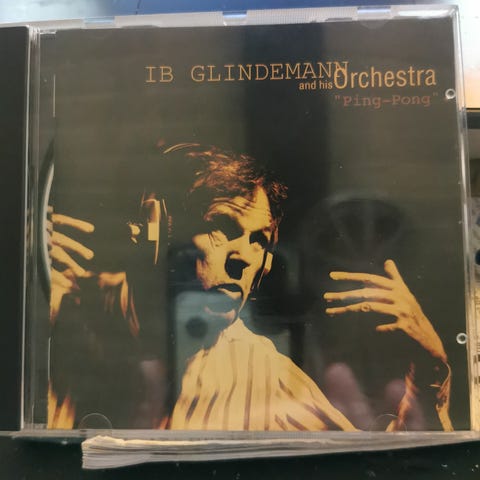 IB GLINDEMANN
and his Orchestra
"Ping-Pong"